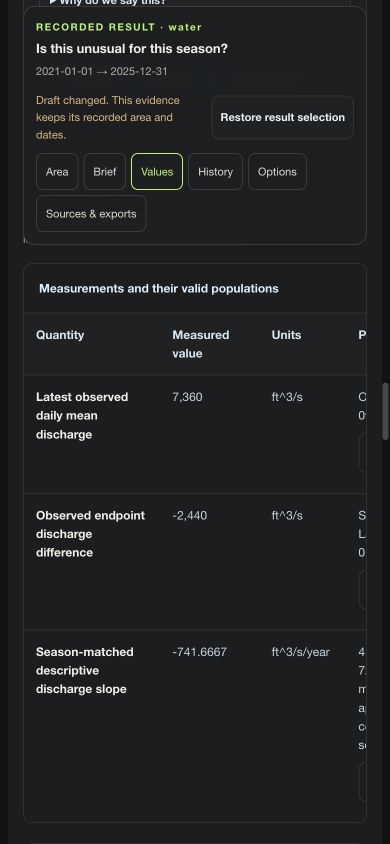 ▶ Why do we say this?
RECORDED RESULT · water
Is this unusual for this season?
2021-01-01 → 2025-12-31
Draft changed. This evidence
keeps its recorded area and
dates.
Restore result selection
Area
Brief
Values
History
Options
Sources & exports
Measurements and their valid populations
Quantity
Measured
value
Units
P
Latest observed
daily mean
discharge
7,360
ft^3/s
Observed endpoint
discharge
difference
-2,440
ft^3/s
S
Season-matched
descriptive
discharge slope
-741.6667
ft^3/s/year
4